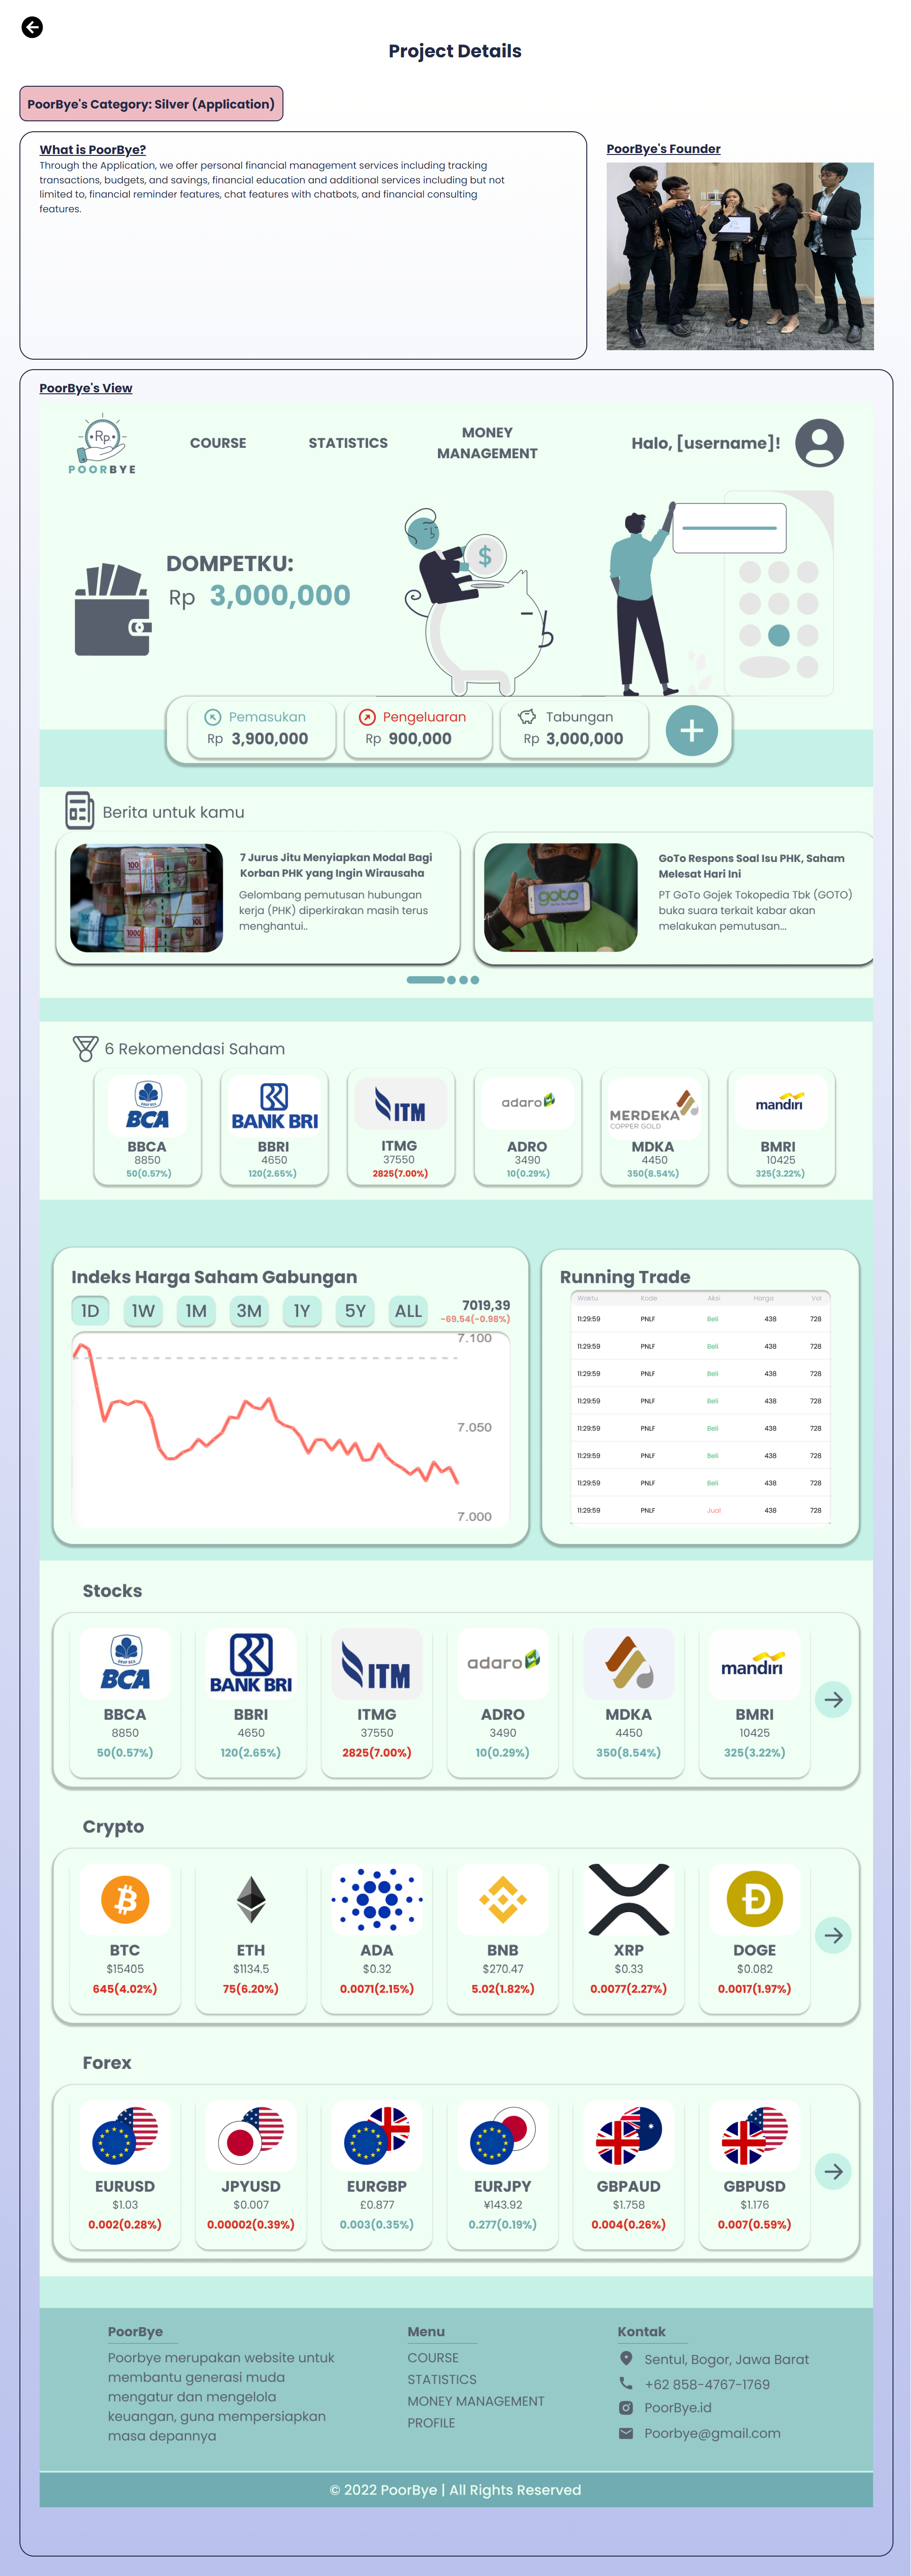 Project Details
PoorBye's Category: Silver (Application)
What is PoorBye?
Through the Application, we offer personal financial management services including tracking
transactions, budgets, and savings, financial education and additional services including but not
limited to, financial reminder features, chat features with chatbots, and financial consulting
features.
PoorBye's Founder
PoorBye's View
Rp
POORBYE
COURSE
STATISTICS
MONEY
MANAGEMENT
Halo, [username]!
DOMPETKU:
Rp 3,000,000
$
Pemasukan
Rp 3,900,000
Pengeluaran
Rp 900,000
Tabungan
Rp 3,000,000
Berita untuk kamu
7 Jurus Jitu Menyiapkan Modal Bagi
Korban PHK yang Ingin Wirausaha
Gelombang pemutusan hubungan
kerja (PHK) diperkirakan masih terus
menghantui..
goto
GoTo Respons Soal Isu PHK, Saham
Melesat Hari Ini
PT GoTo Gojek Tokopedia Tbk (GOTO)
buka suara terkait kabar akan
melakukan pemutusan...
6 Rekomendasi Saham
BCA
BBCA
8850
50(0.57%)
BANK BRI
BBRI
4650
120(2.65%)
ITM
ITMG
37550
2825(7.00%)
adaro
ADRO
3490
10(0.29%)
MERDEKA
COPPER GOLD
MDKA
4450
350(8.54%)
mandiri
BMRI
10425
325(3.22%)
Indeks Harga Saham Gabungan
1D 1W 1M 3M 1Y 5Y ALL
7019,39
-69.54(-0.98%)
7.100
7.050
7.000
Running Trade
Waktu Kode Aksi Harga Vol
11:29:59 PNLF Beli 438 728
11:29:59 PNLF Beli 438 728
11:29:59 PNLF Beli 438 728
11:29:59 PNLF Beli 438 728
11:29:59 PNLF Beli 438 728
11:29:59 PNLF Beli 438 728
11:29:59 PNLF Beli 438 728
11:29:59 PNLF Jual 438 728
Stocks
BCA
BBCA
8850
50(0.57%)
BANK BRI
BBRI
4650
120(2.65%)
ITM
ITMG
37550
2825(7.00%)
adaro
ADRO
3490
10(0.29%)
MDKA
4450
350(8.54%)
mandiri
BMRI
10425
325(3.22%)
Crypto
BTC
$15405
645(4.02%)
ETH
$1134.5
75(6.20%)
ADA
$0.32
0.0071(2.15%)
BNB
$270.47
5.02(1.82%)
XRP
$0.33
0.0077(2.27%)
DOGE
$0.082
0.0017(1.97%)
Forex
EURUSD
$1.03
0.002(0.28%)
JPYUSD
$0.007
0.00002(0.39%)
EURGBP
£0.877
0.003(0.35%)
EURJPY
¥143.92
0.277(0.19%)
GBPAUD
$1.758
0.004(0.26%)
GBPUSD
$1.176
0.007(0.59%)
PoorBye
Poorbye merupakan website untuk
membantu generasi muda
mengatur dan mengelola
keuangan, guna mempersiapkan
masa depannya
Menu
COURSE
STATISTICS
MONEY MANAGEMENT
PROFILE
Kontak
Sentul, Bogor, Jawa Barat
+62 858-4767-1769
PoorBye.id
Poorbye@gmail.com
© 2022 PoorBye | All Rights Reserved